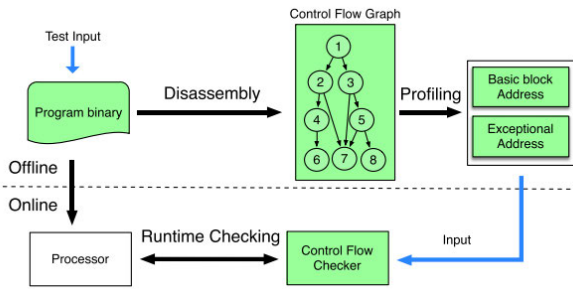 Control Flow Graph
Test Input
1
2
3
4
5
6
7
8
Program binary
Disassembly
Profiling
Basic block
Address
Exceptional
Address
Offline
Online
Processor
Runtime Checking
Control Flow
Checker
Input